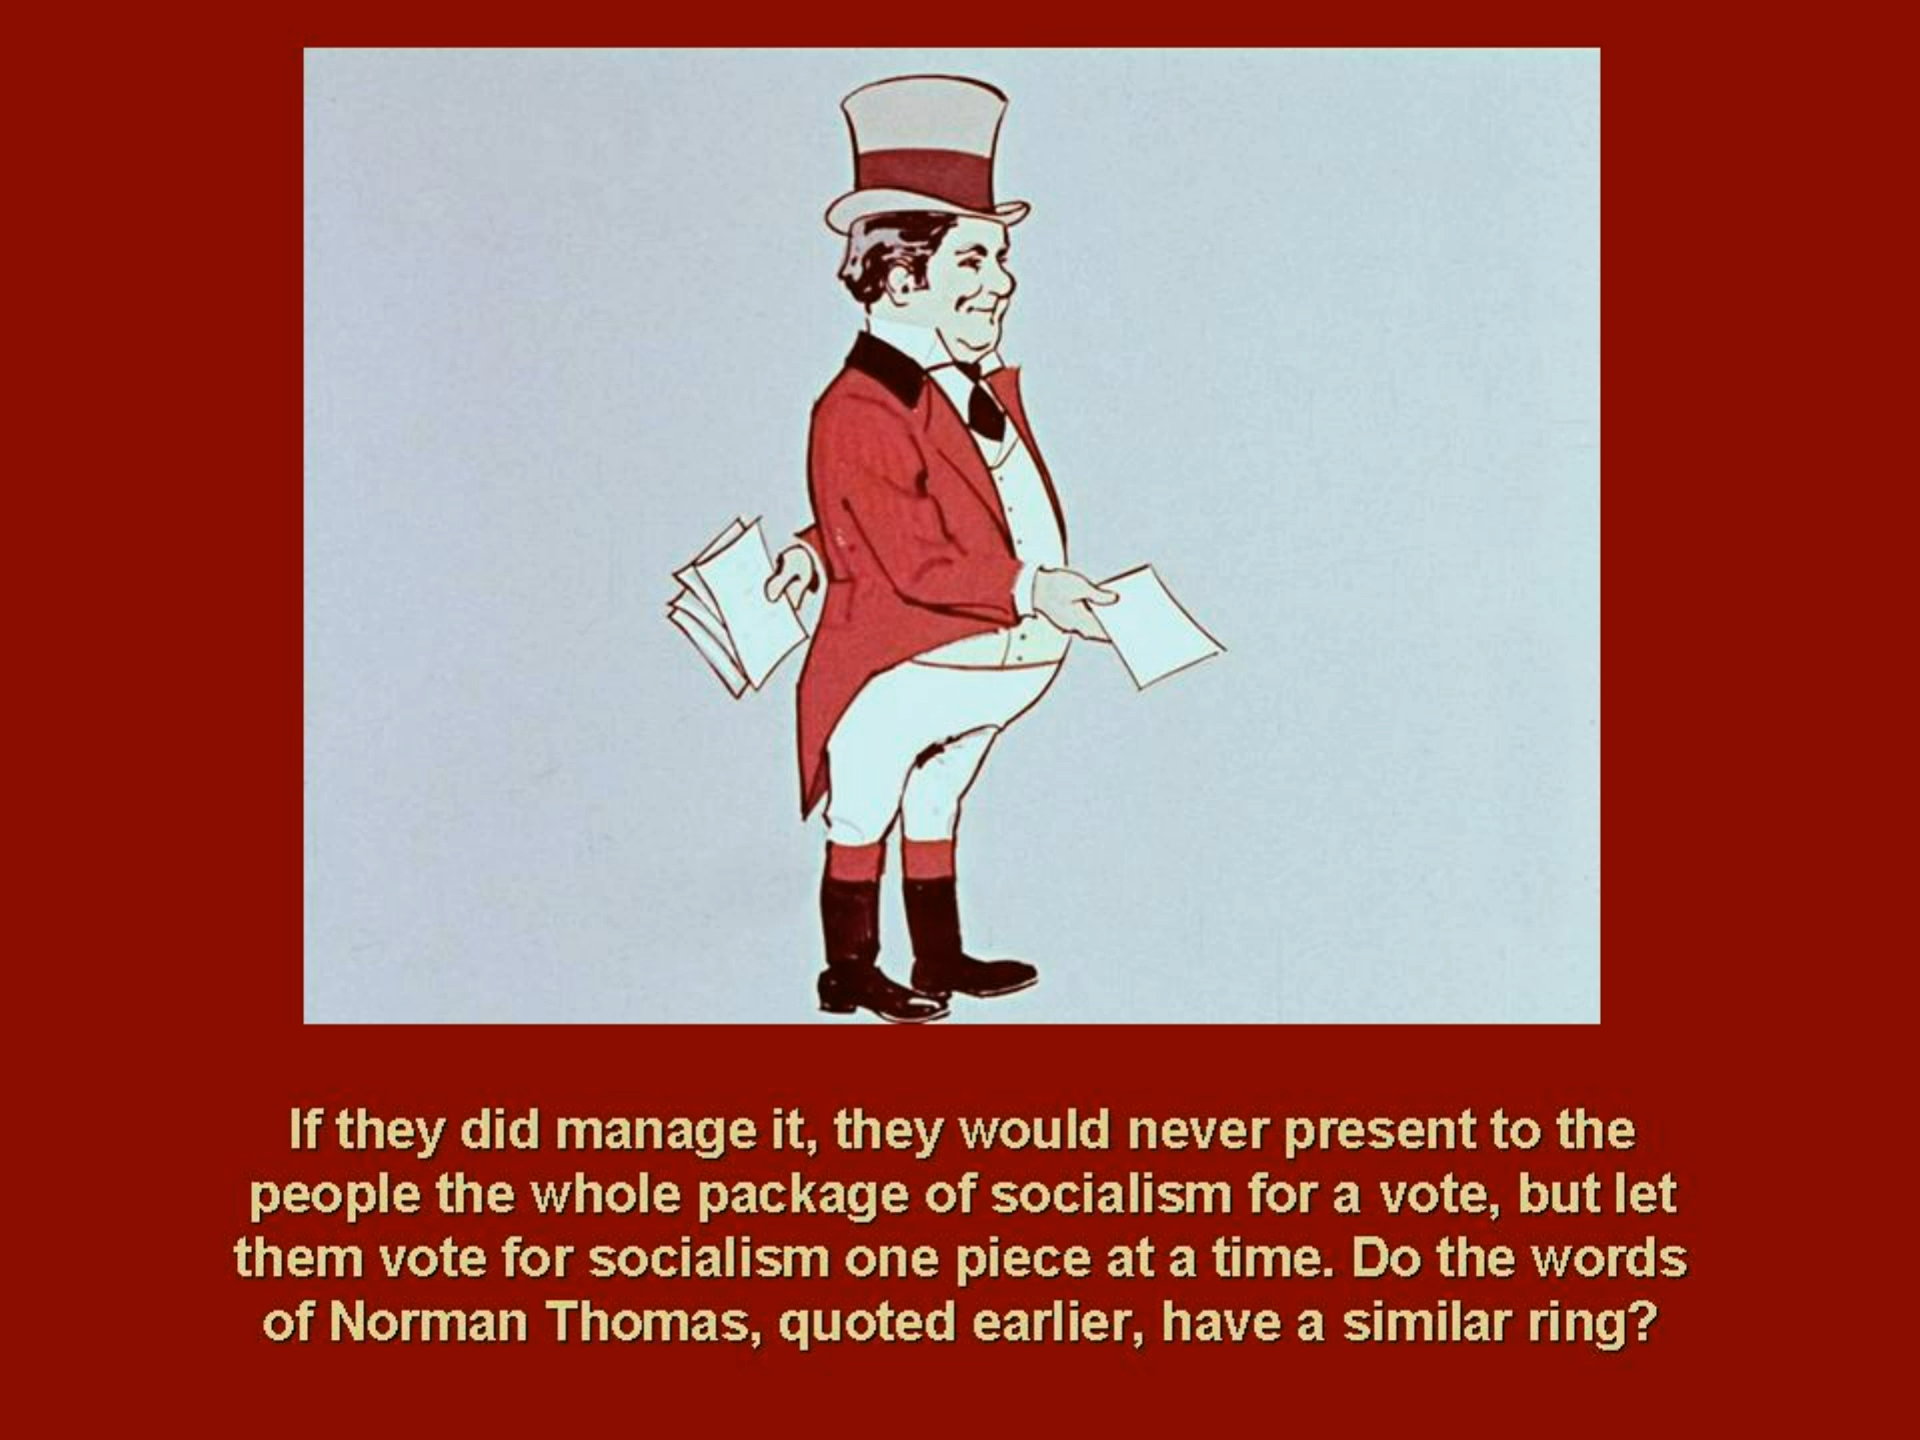 If they did manage it, they would never present to the
people the whole package of socialism for a vote, but let
them vote for socialism one piece at a time. Do the words
of Norman Thomas, quoted earlier, have a similar ring?